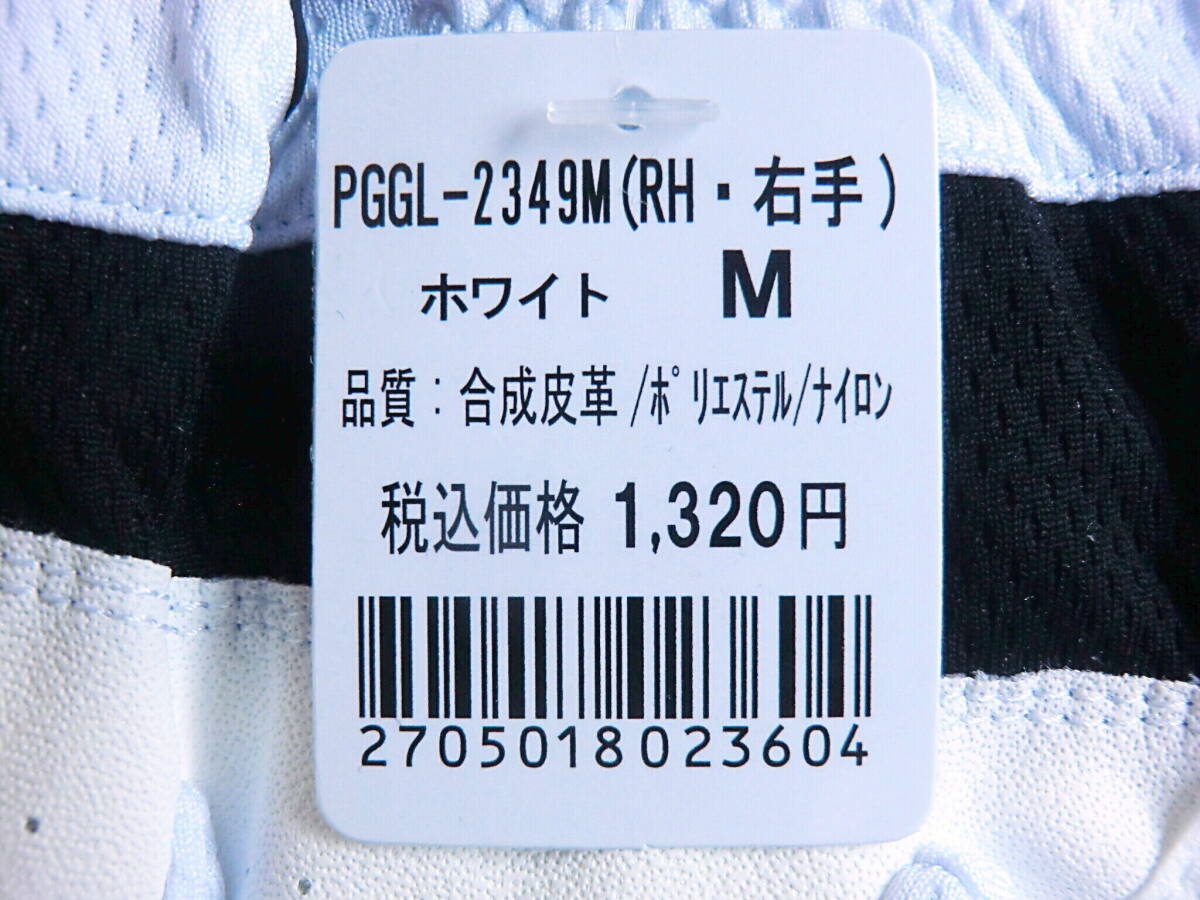 PGGL-2349M(RH・右手)
ホワイト M
品質:合成皮革/ﾎﾟﾘｴｽﾃﾙ/ﾅｲﾛﾝ
税込価格 1,320円
2705018023604